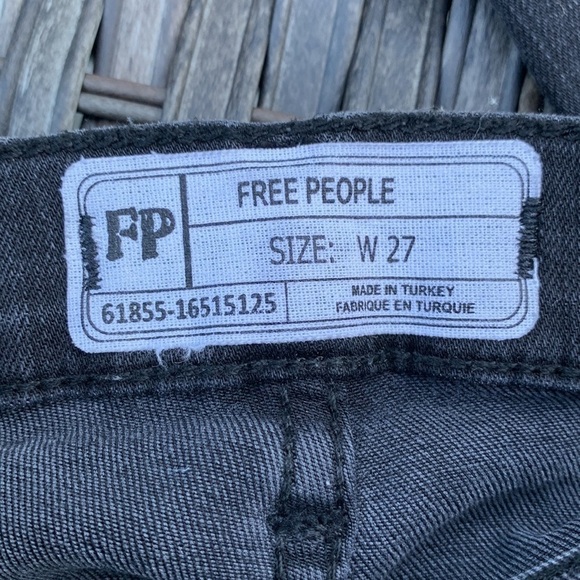 FP
FREE PEOPLE
SIZE: W 27
61855-16515125
MADE IN TURKEY
FABRIQUE EN TURQUIE